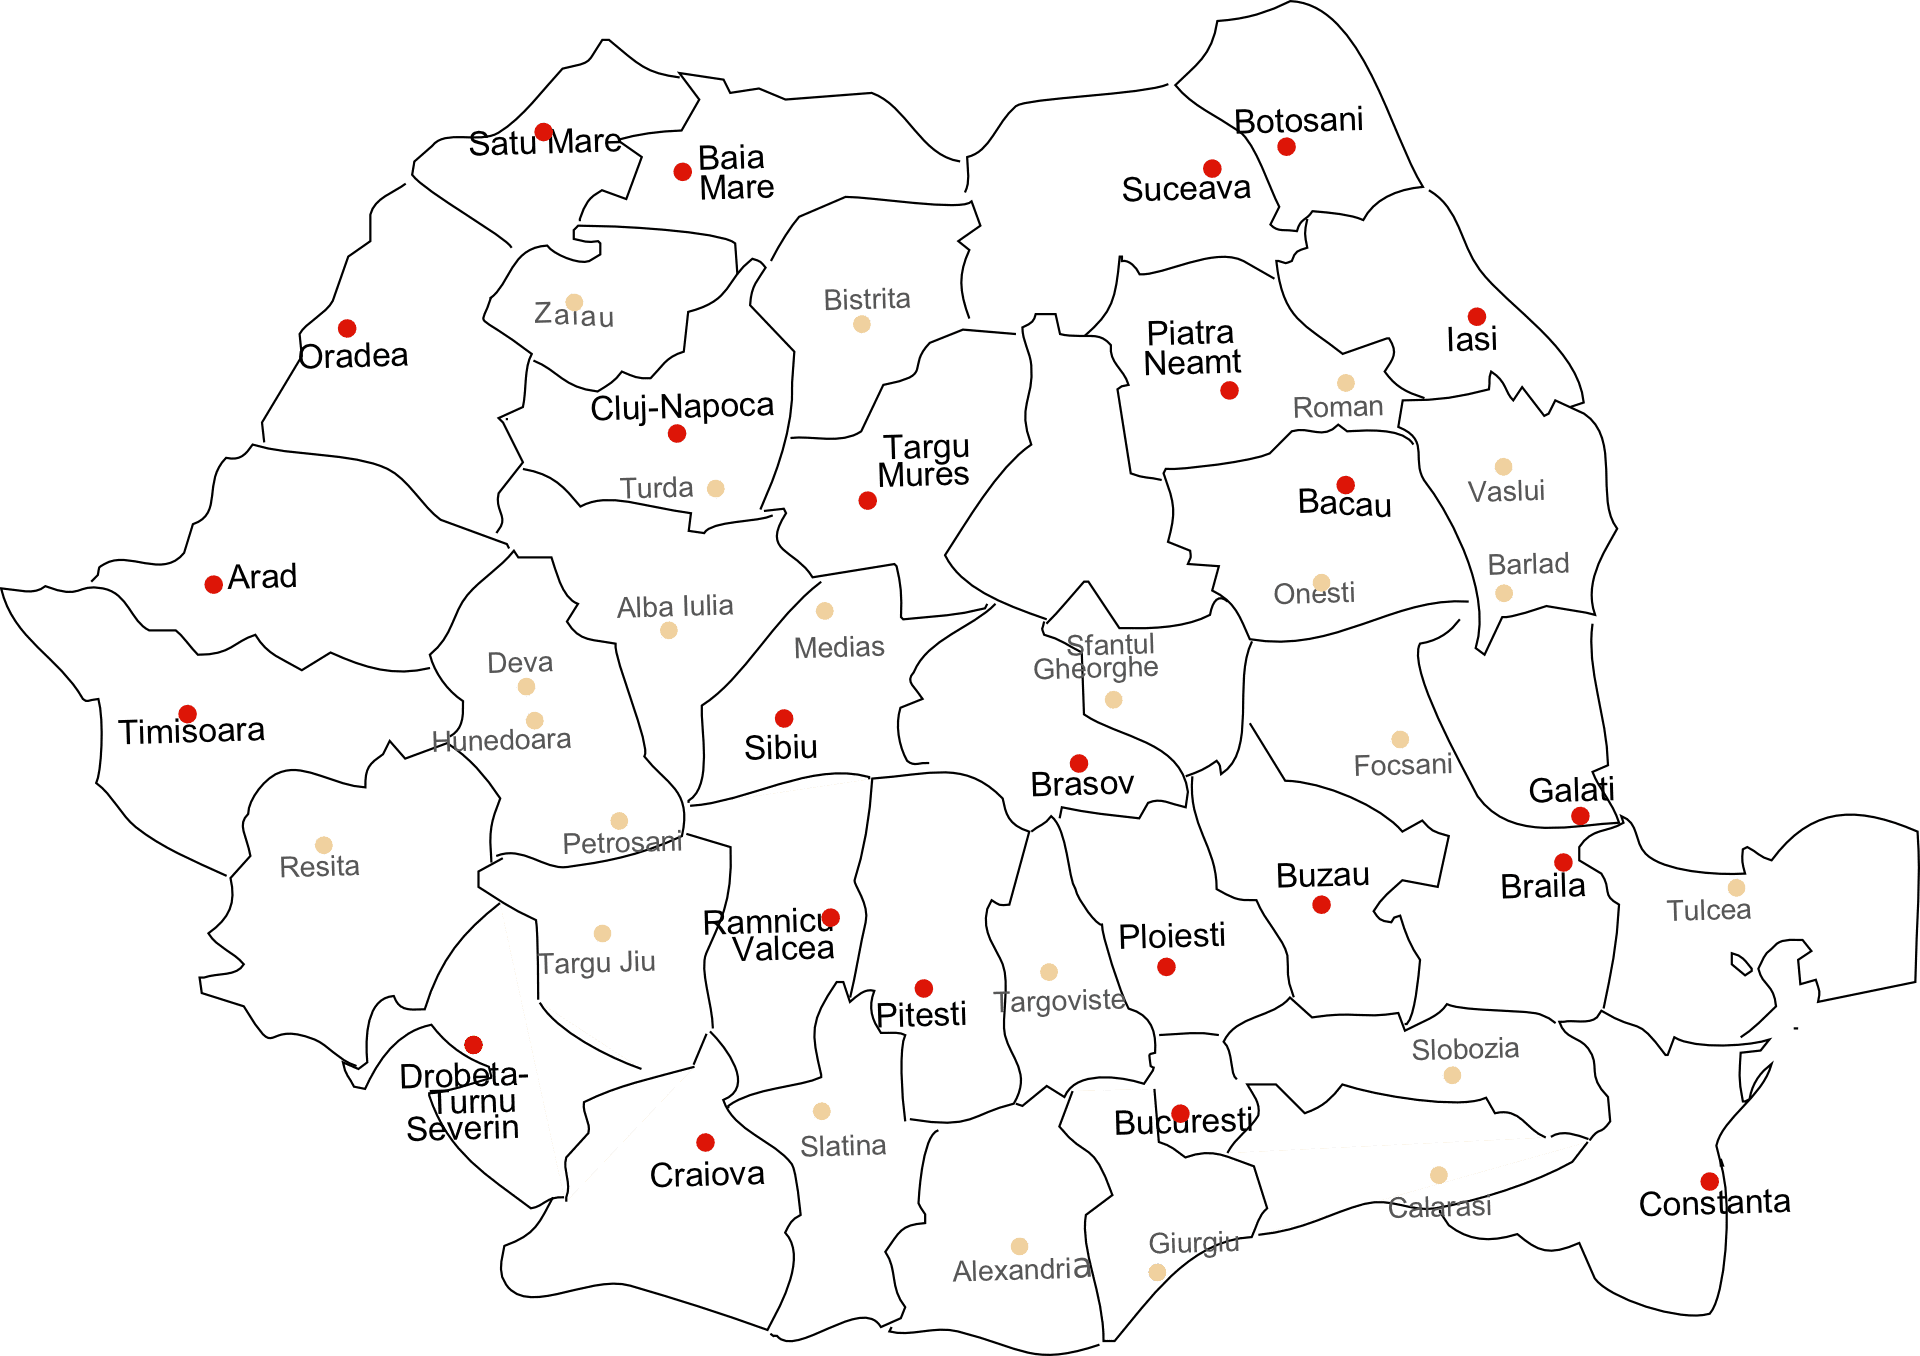 Botosani
Satu Mare
Baia
Mare
Suceava
Bistrita
Zalau
Piatra
Neamt
Iasi
Oradea
Cluj-Napoca
Roman
Targu
Mures
Turda
Vaslui
Bacau
Barlad
Arad
Onesti
Alba Iulia
Medias
Sfantul
Gheorghe
Deva
Timisoara
Hunedoara
Sibiu
Focsani
Brasov
Galati
Petrosani
Resita
Buzau
Braila
Tulcea
Ramnicu
Valcea
Ploiesti
Targu Jiu
Targoviste
Pitesti
Slobozia
Drobeta-
Turnu
Severin
Bucuresti
Slatina
Craiova
Constanta
Calarasi
Giurgiu
Alexandria